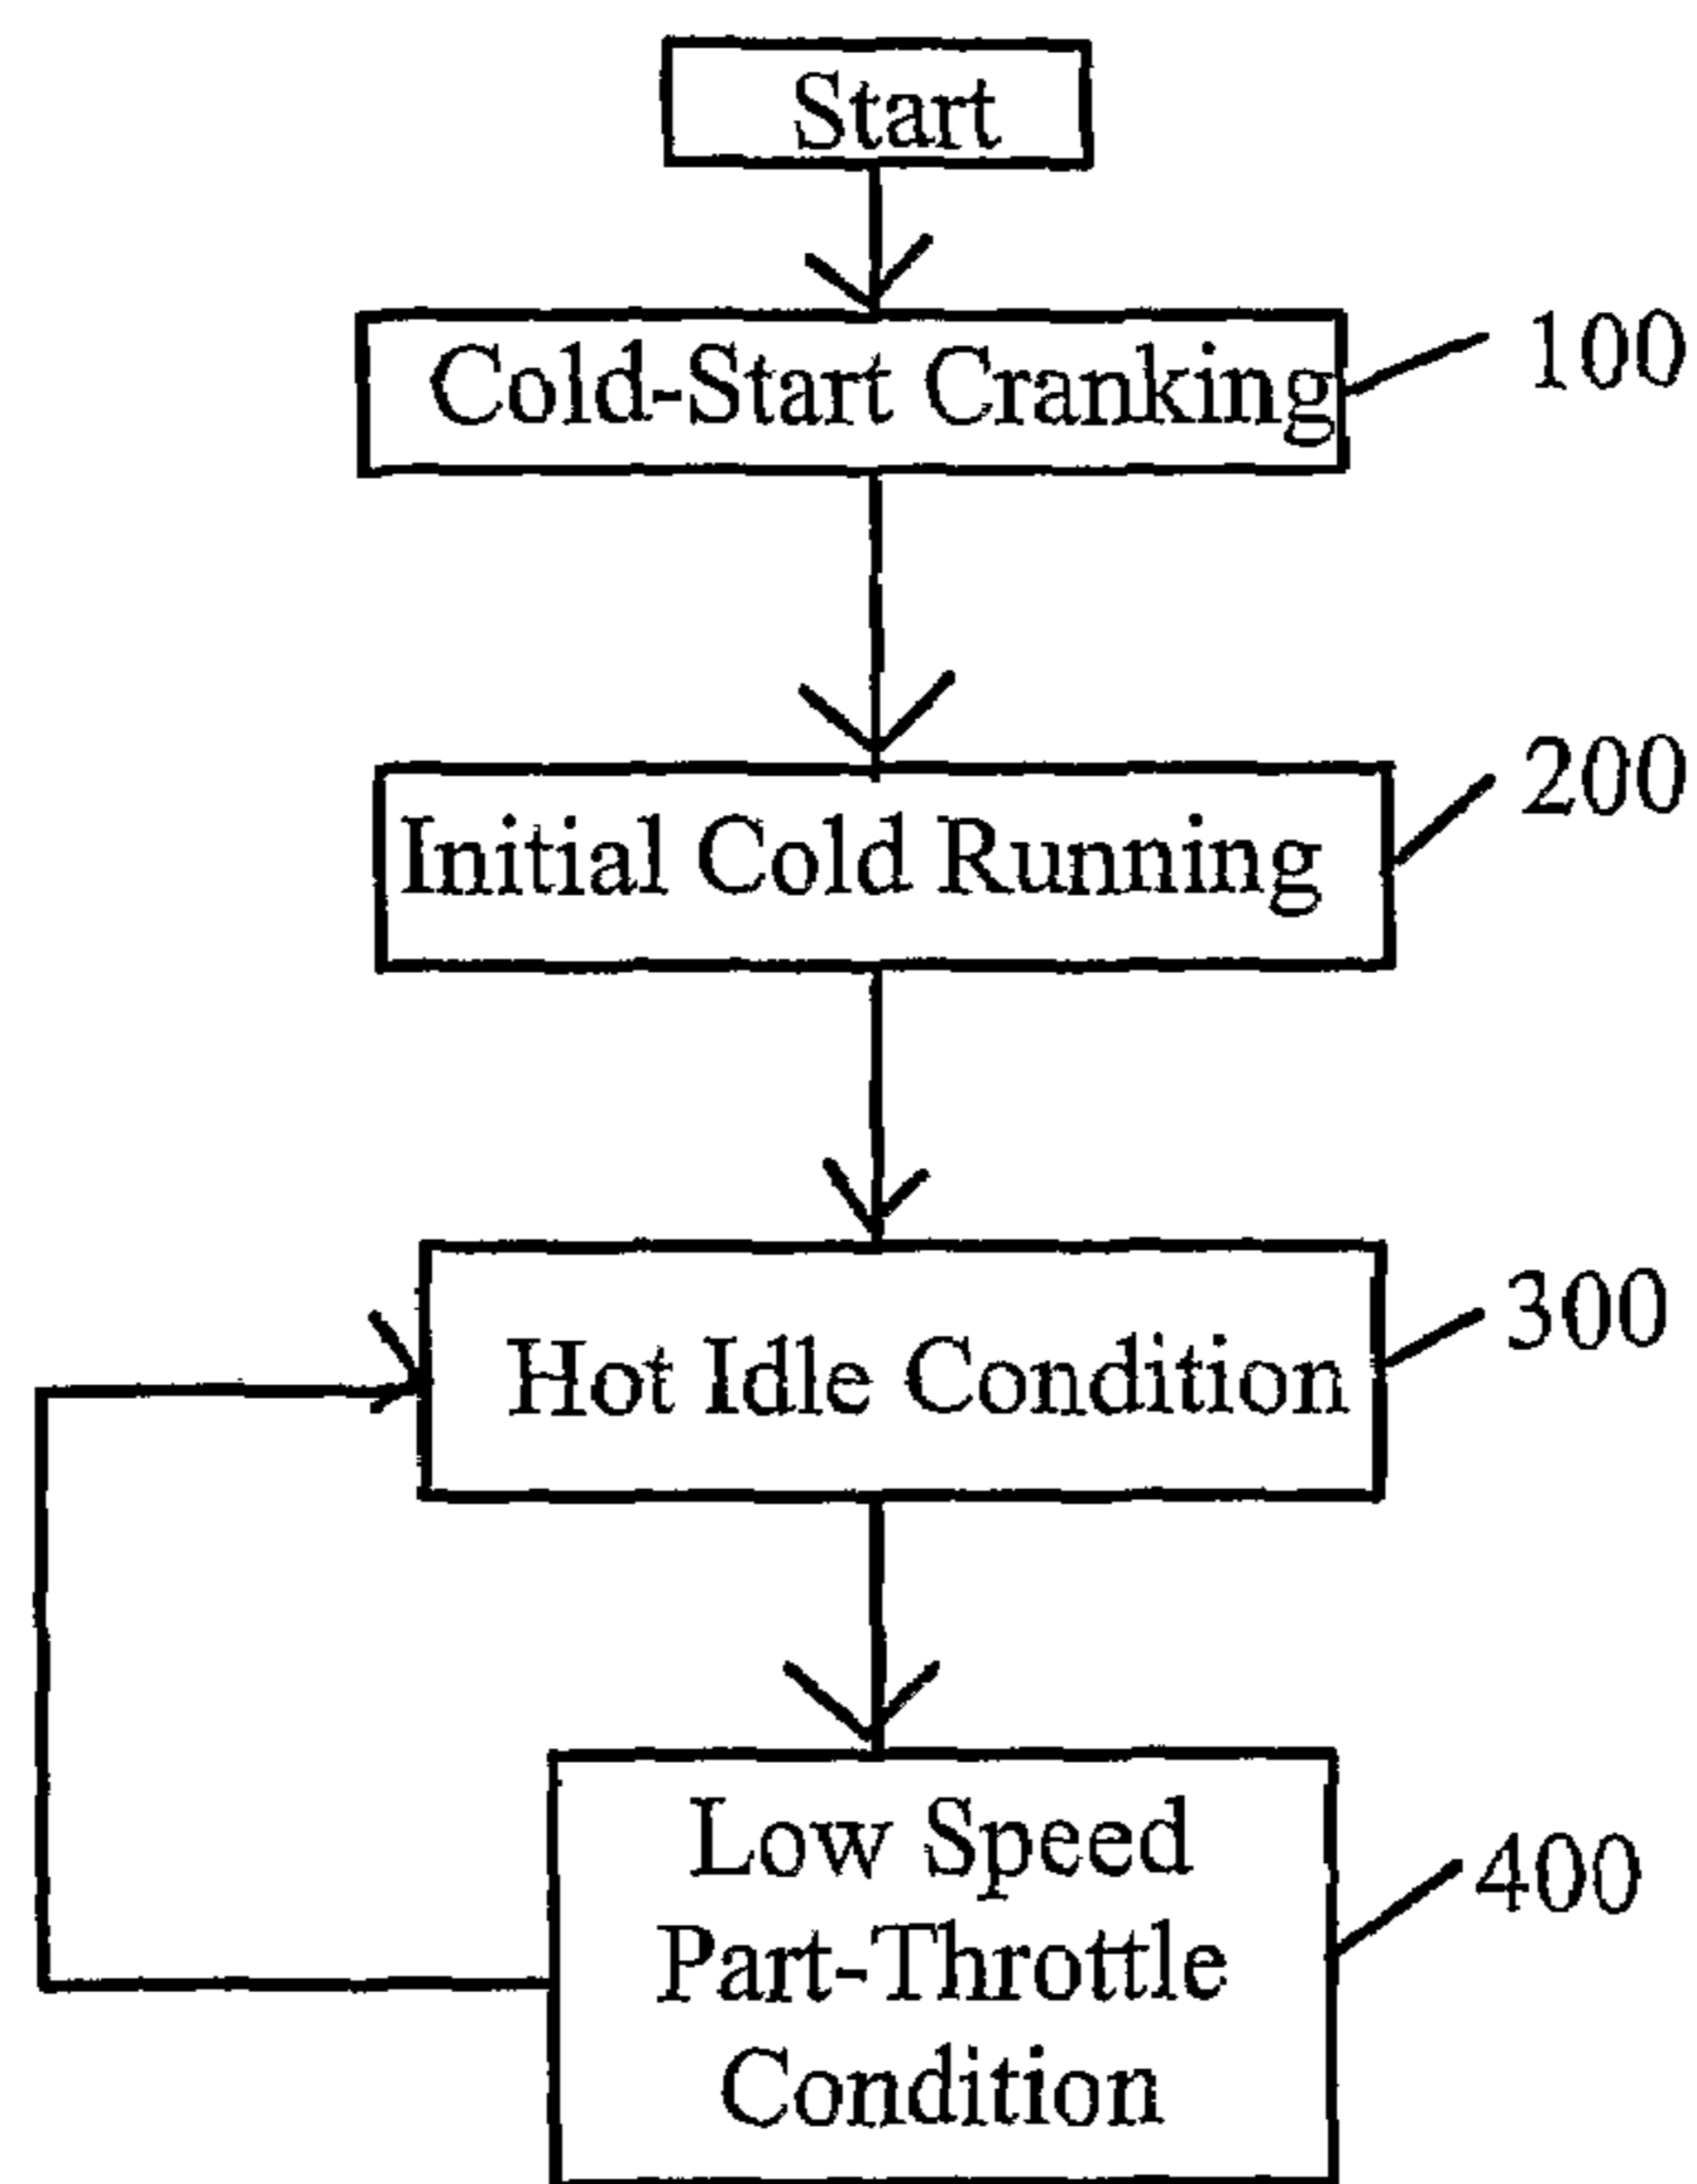 Start
Cold-Start Cranking
100
Initial Cold Running
200
Hot Idle Condition
300
Low Speed
Part-Throttle
Condition
400